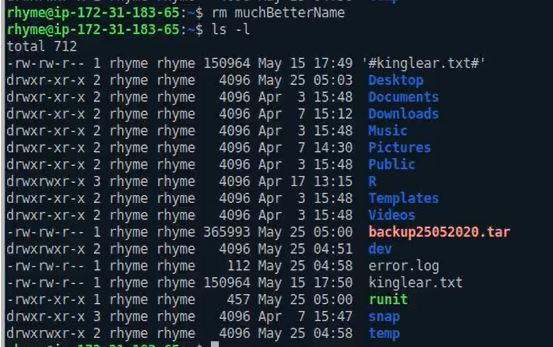 rhyme@ip-172-31-183-65:~$ rm muchBetterName
rhyme@ip-172-31-183-65:~$ ls -l
total 712
-rw-rw-r-- 1 rhyme rhyme 150964 May 15 17:49 '#kinglear.txt#'
drwxr-xr-x 2 rhyme rhyme 4096 May 25 05:03 Desktop
drwxr-xr-x 2 rhyme rhyme 4096 Apr 3 15:48 Documents
drwxr-xr-x 2 rhyme rhyme 4096 Apr 7 15:12 Downloads
drwxr-xr-x 2 rhyme rhyme 4096 Apr 3 15:48 Music
drwxr-xr-x 2 rhyme rhyme 4096 Apr 7 14:30 Pictures
drwxr-xr-x 2 rhyme rhyme 4096 Apr 3 15:48 Public
drwxrwxr-x 3 rhyme rhyme 4096 Apr 17 13:15 R
drwxr-xr-x 2 rhyme rhyme 4096 Apr 3 15:48 Templates
drwxr-xr-x 2 rhyme rhyme 4096 Apr 3 15:48 Videos
-rw-rw-r-- 1 rhyme rhyme 365993 May 25 05:00 backup25052020.tar
drwxrwxr-x 2 rhyme rhyme 4096 May 25 04:51 dev
-rw-rw-r-- 1 rhyme rhyme 112 May 25 04:58 error.log
-rw-rw-r-- 1 rhyme rhyme 150964 May 15 17:50 kinglear.txt
-rwxr-xr-x 1 rhyme rhyme 457 May 25 05:00 runit
drwxr-xr-x 3 rhyme rhyme 4096 Apr 7 15:47 snap
drwxrwxr-x 2 rhyme rhyme 4096 May 25 04:58 temp
rhyme@ip-172-31-183-65:~$